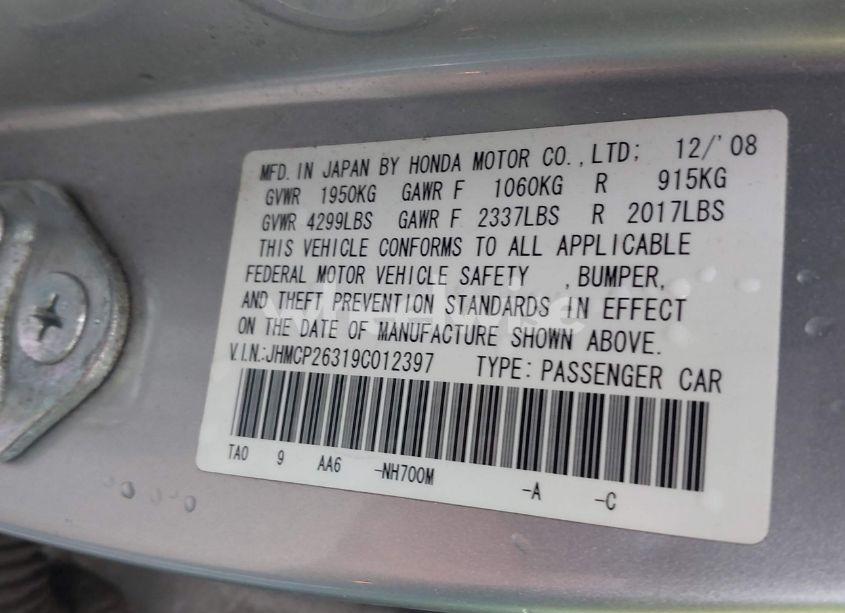 MFD. IN JAPAN BY HONDA MOTOR CO., LTD; 12/'08
GVWR 1950KG GAWR F 1060KG R 915KG
GVWR 4299LBS GAWR F 2337LBS R 2017LBS
THIS VEHICLE CONFORMS TO ALL APPLICABLE
FEDERAL MOTOR VEHICLE SAFETY , BUMPER,
AND THEFT PREVENTION STANDARDS IN EFFECT
ON THE DATE OF MANUFACTURE SHOWN ABOVE.
V.I.N.:JHMCP26319C012397 TYPE: PASSENGER CAR
TA0 9 AA6 -NH700M -A -C